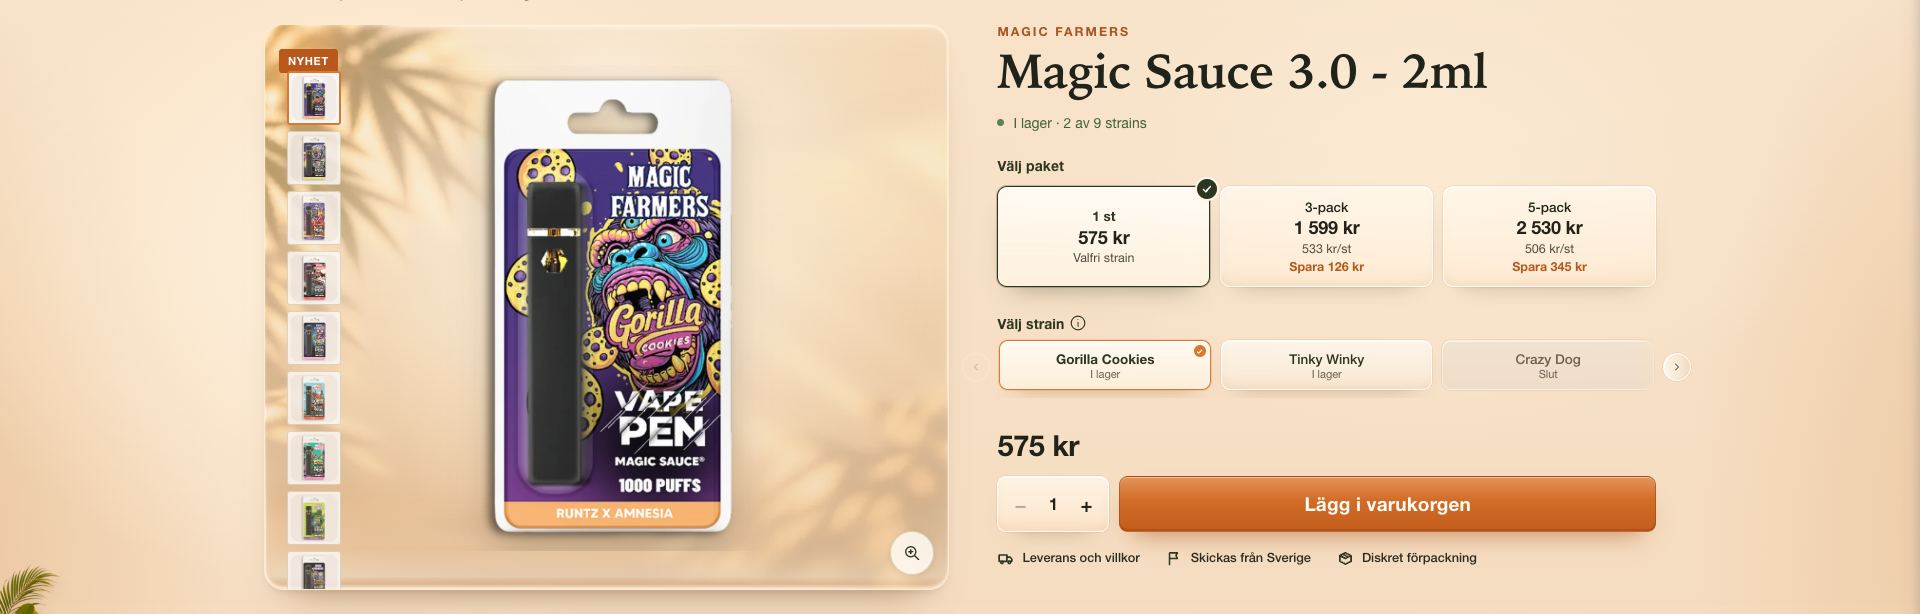 NYHET
MAGIC
FARMERS
Gorilla
COOKIES
VAPE
PEN
MAGIC SAUCE®
1000 PUFFS
RUNTZ X AMNESIA
MAGIC FARMERS
Magic Sauce 3.0 - 2ml
I lager · 2 av 9 strains
Välj paket
1 st
575 kr
Valfri strain
3-pack
1 599 kr
533 kr/st
Spara 126 kr
5-pack
2 530 kr
506 kr/st
Spara 345 kr
Välj strain
Gorilla Cookies
I lager
Tinky Winky
I lager
Crazy Dog
Slut
575 kr
− 1 +
Lägg i varukorgen
Leverans och villkor
Skickas från Sverige
Diskret förpackning